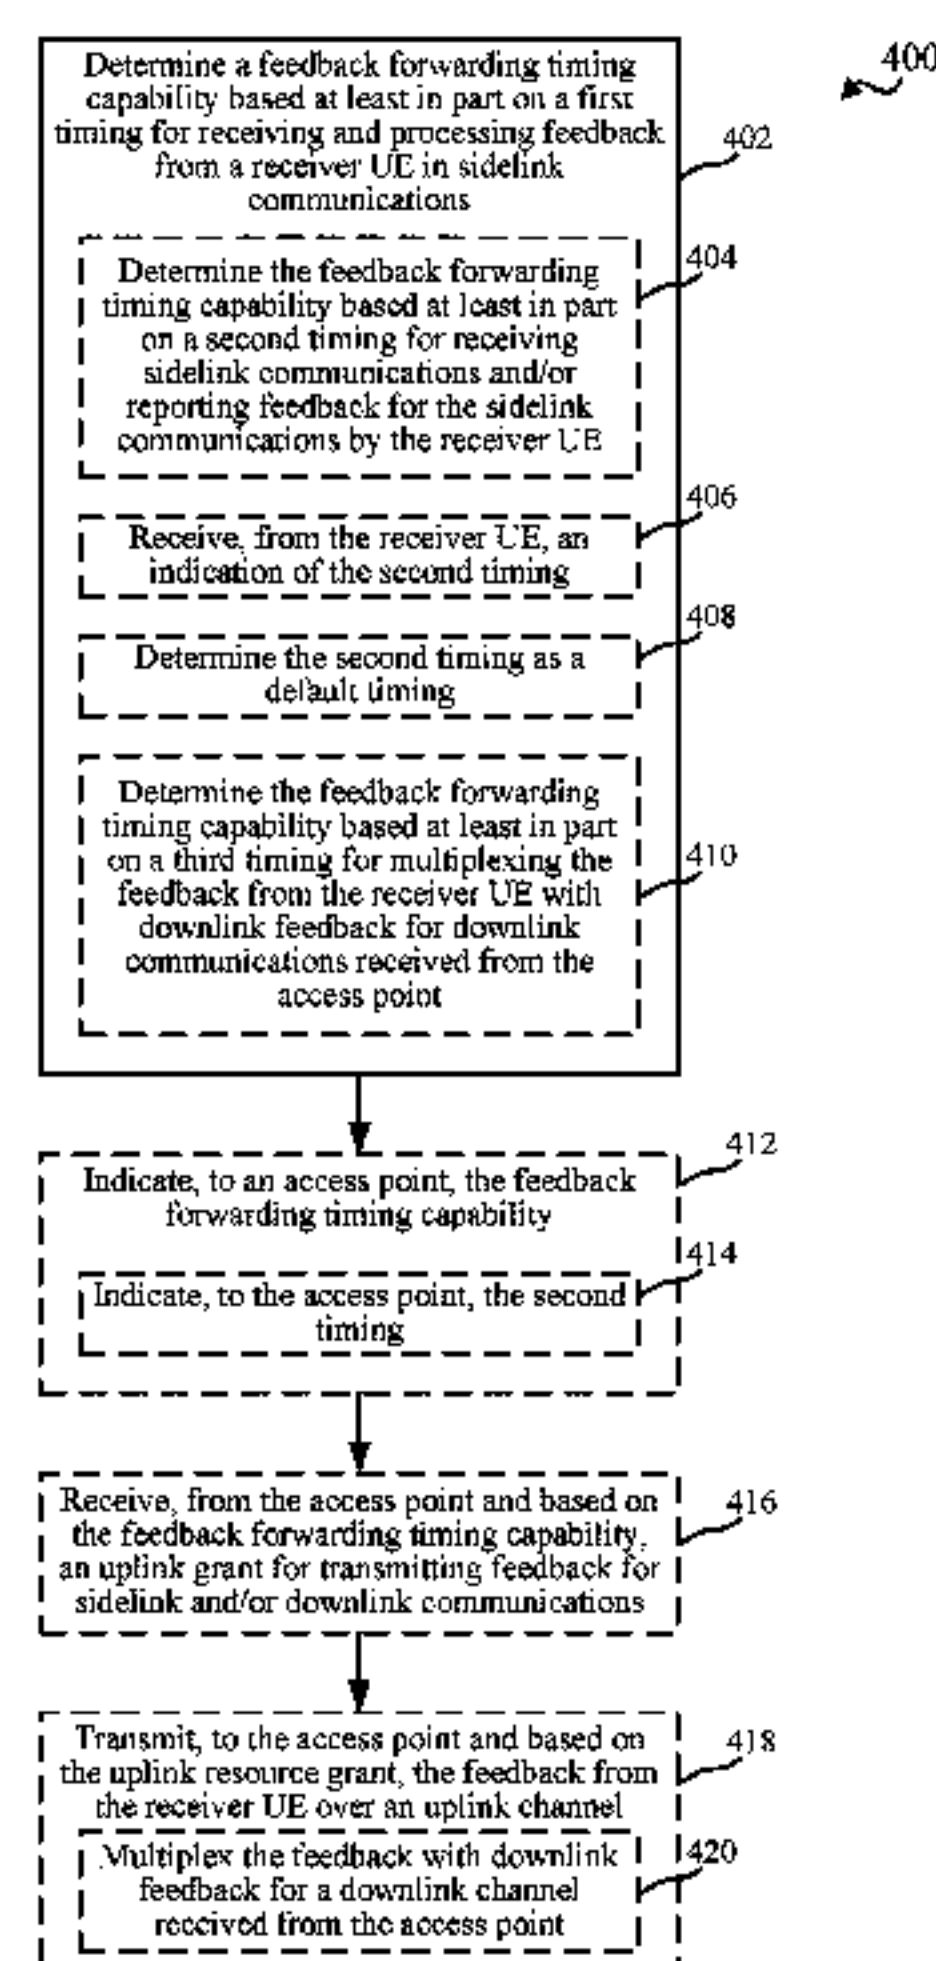 400
Determine a feedback forwarding timing
capability based at least in part on a first
timing for receiving and processing feedback
from a receiver UE in sidelink
communications
402
Determine the feedback forwarding
timing capability based at least in part
on a second timing for receiving
sidelink communications and/or
reporting feedback for the sidelink
communications by the receiver UE
404
Receive, from the receiver UE, an
indication of the second timing
406
Determine the second timing as a
default timing
408
Determine the feedback forwarding
timing capability based at least in part
on a third timing for multiplexing the
feedback from the receiver UE with
downlink feedback for downlink
communications received from the
access point
410
Indicate, to an access point, the feedback
forwarding timing capability
412
Indicate, to the access point, the second
timing
414
Receive, from the access point and based on
the feedback forwarding timing capability,
an uplink grant for transmitting feedback for
sidelink and/or downlink communications
416
Transmit, to the access point and based on
the uplink resource grant, the feedback from
the receiver UE over an uplink channel
418
Multiplex the feedback with downlink
feedback for a downlink channel
received from the access point
420